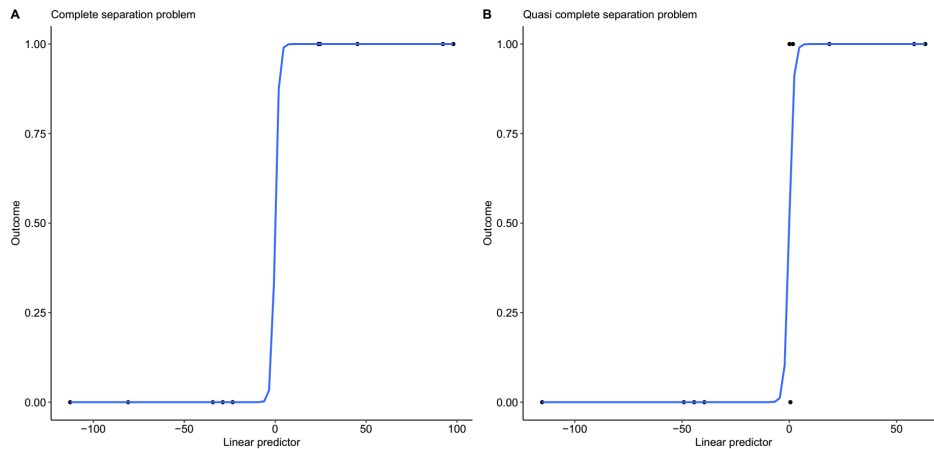 A Complete separation problem
1.00
0.75
0.50
0.25
0.00
Outcome
−100 −50 0 50 100
Linear predictor
B Quasi complete separation problem
1.00
0.75
0.50
0.25
0.00
Outcome
−100 −50 0 50
Linear predictor